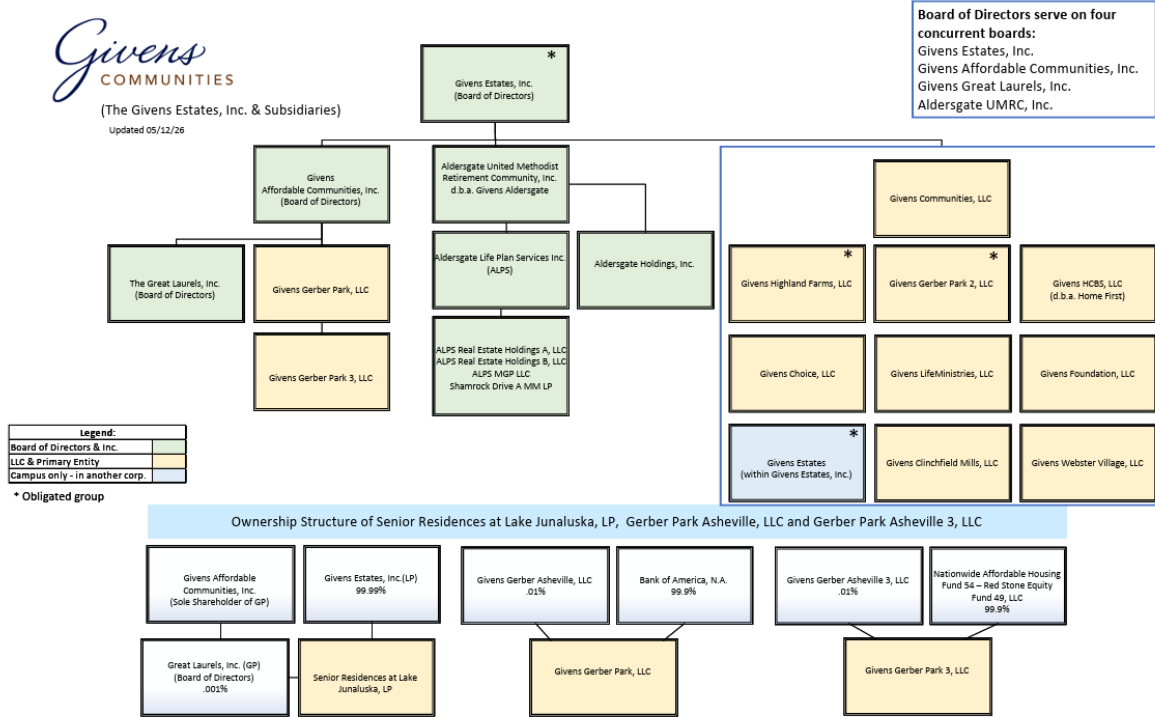 Givens
COMMUNITIES
(The Givens Estates, Inc. & Subsidiaries)
Updated 05/12/26
Board of Directors serve on four
concurrent boards:
Givens Estates, Inc.
Givens Affordable Communities, Inc.
Givens Great Laurels, Inc.
Aldersgate UMRC, Inc.
*
Givens Estates, Inc.
(Board of Directors)
Givens
Affordable Communities, Inc.
(Board of Directors)
Aldersgate United Methodist
Retirement Community, Inc.
d.b.a. Givens Aldersgate
Givens Communities, LLC
The Great Laurels, Inc.
(Board of Directors)
Givens Gerber Park, LLC
Aldersgate Life Plan Services Inc.
(ALPS)
Aldersgate Holdings, Inc.
*
Givens Highland Farms, LLC
*
Givens Gerber Park 2, LLC
Givens HCBS, LLC
(d.b.a. Home First)
Givens Gerber Park 3, LLC
ALPS Real Estate Holdings A, LLC
ALPS Real Estate Holdings B, LLC
ALPS MGP LLC
Shamrock Drive A MM LP
Givens Choice, LLC
Givens LifeMinistries, LLC
Givens Foundation, LLC
*
Givens Estates
(within Givens Estates, Inc.)
Givens Clinchfield Mills, LLC
Givens Webster Village, LLC
Legend:
Board of Directors & Inc.
LLC & Primary Entity
Campus only - in another corp.
* Obligated group
Ownership Structure of Senior Residences at Lake Junaluska, LP, Gerber Park Asheville, LLC and Gerber Park Asheville 3, LLC
Givens Affordable
Communities, Inc.
(Sole Shareholder of GP)
Givens Estates, Inc.(LP)
99.99%
Givens Gerber Asheville, LLC
.01%
Bank of America, N.A.
99.9%
Givens Gerber Asheville 3, LLC
.01%
Nationwide Affordable Housing
Fund 54 – Red Stone Equity
Fund 49, LLC
99.9%
Great Laurels, Inc. (GP)
(Board of Directors)
.001%
Senior Residences at Lake
Junaluska, LP
Givens Gerber Park, LLC
Givens Gerber Park 3, LLC